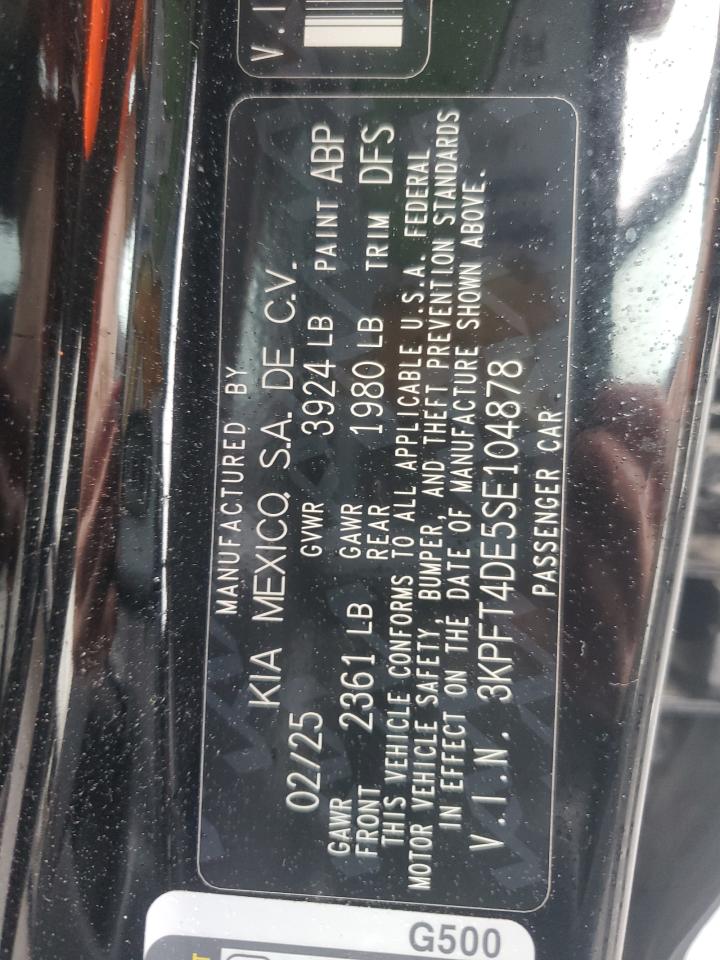 V.I
MANUFACTURED BY
KIA MEXICO, S.A. DE C.V.
02/25 GVWR 3924 LB PAINT ABP
GAWR FRONT 2361 LB GAWR REAR 1980 LB TRIM DFS
THIS VEHICLE CONFORMS TO ALL APPLICABLE U.S.A. FEDERAL
MOTOR VEHICLE SAFETY, BUMPER, AND THEFT PREVENTION STANDARDS
IN EFFECT ON THE DATE OF MANUFACTURE SHOWN ABOVE.
V.I.N. 3KPFT4DE5SE104878
PASSENGER CAR
G500